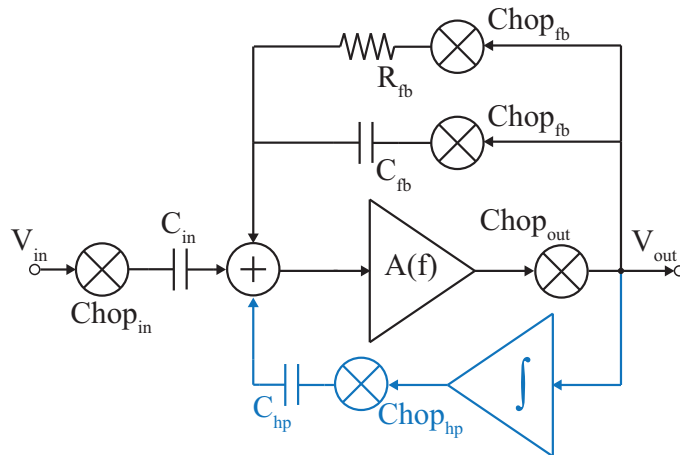 Chop_fb
R_fb
Chop_fb
C_fb
C_in
V_in
Chop_in
+
A(f)
Chop_out
V_out
∫
C_hp
Chop_hp